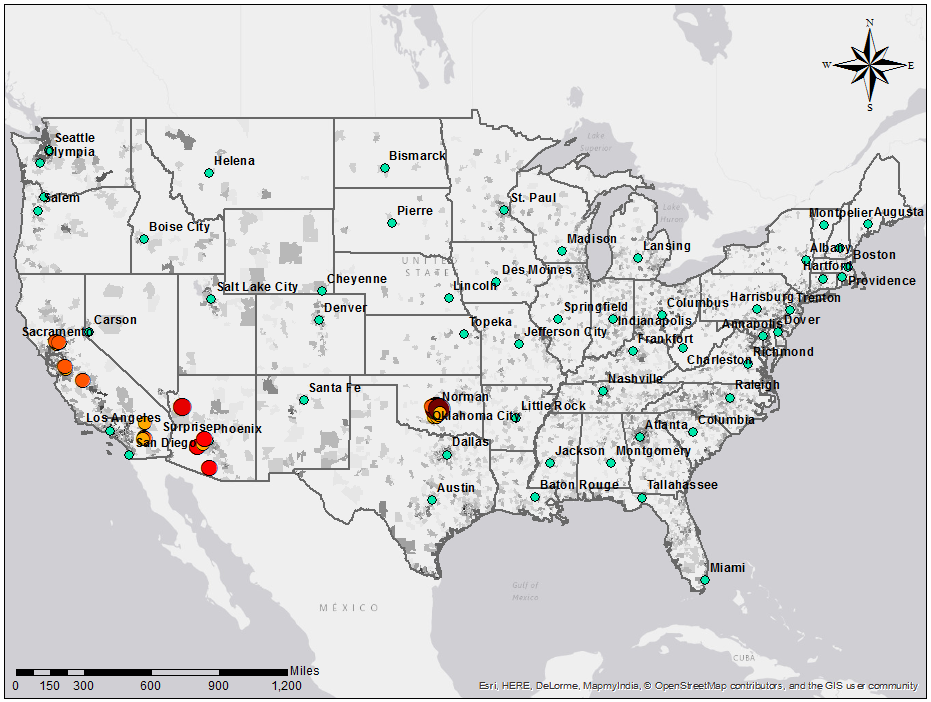 N
W
E
S
Seattle
Olympia
Salem
Helena
Bismarck
Lake
Superior
St. Paul
Boise City
Pierre
Lake
Huron
Montpelier
Augusta
Madison
Lansing
Albany
Boston
UNITED
STATES
Des Moines
Hartford
Providence
Salt Lake City
Cheyenne
Lincoln
Harrisburg
Trenton
Denver
Springfield
Columbus
Indianapolis
Carson
Sacramento
Topeka
Jefferson City
Frankfort
Annapolis
Dover
Charleston
Richmond
Santa Fe
Nashville
Raleigh
Norman
Oklahoma City
Little Rock
Los Angeles
Surprise
Phoenix
San Diego
Atlanta
Columbia
Dallas
Jackson
Montgomery
Austin
Baton Rouge
Tallahassee
Miami
Gulf of
Mexico
MÉXICO
CUBA
Miles
0 150 300 600 900 1,200
Esri, HERE, DeLorme, MapmyIndia, © OpenStreetMap contributors, and the GIS user community